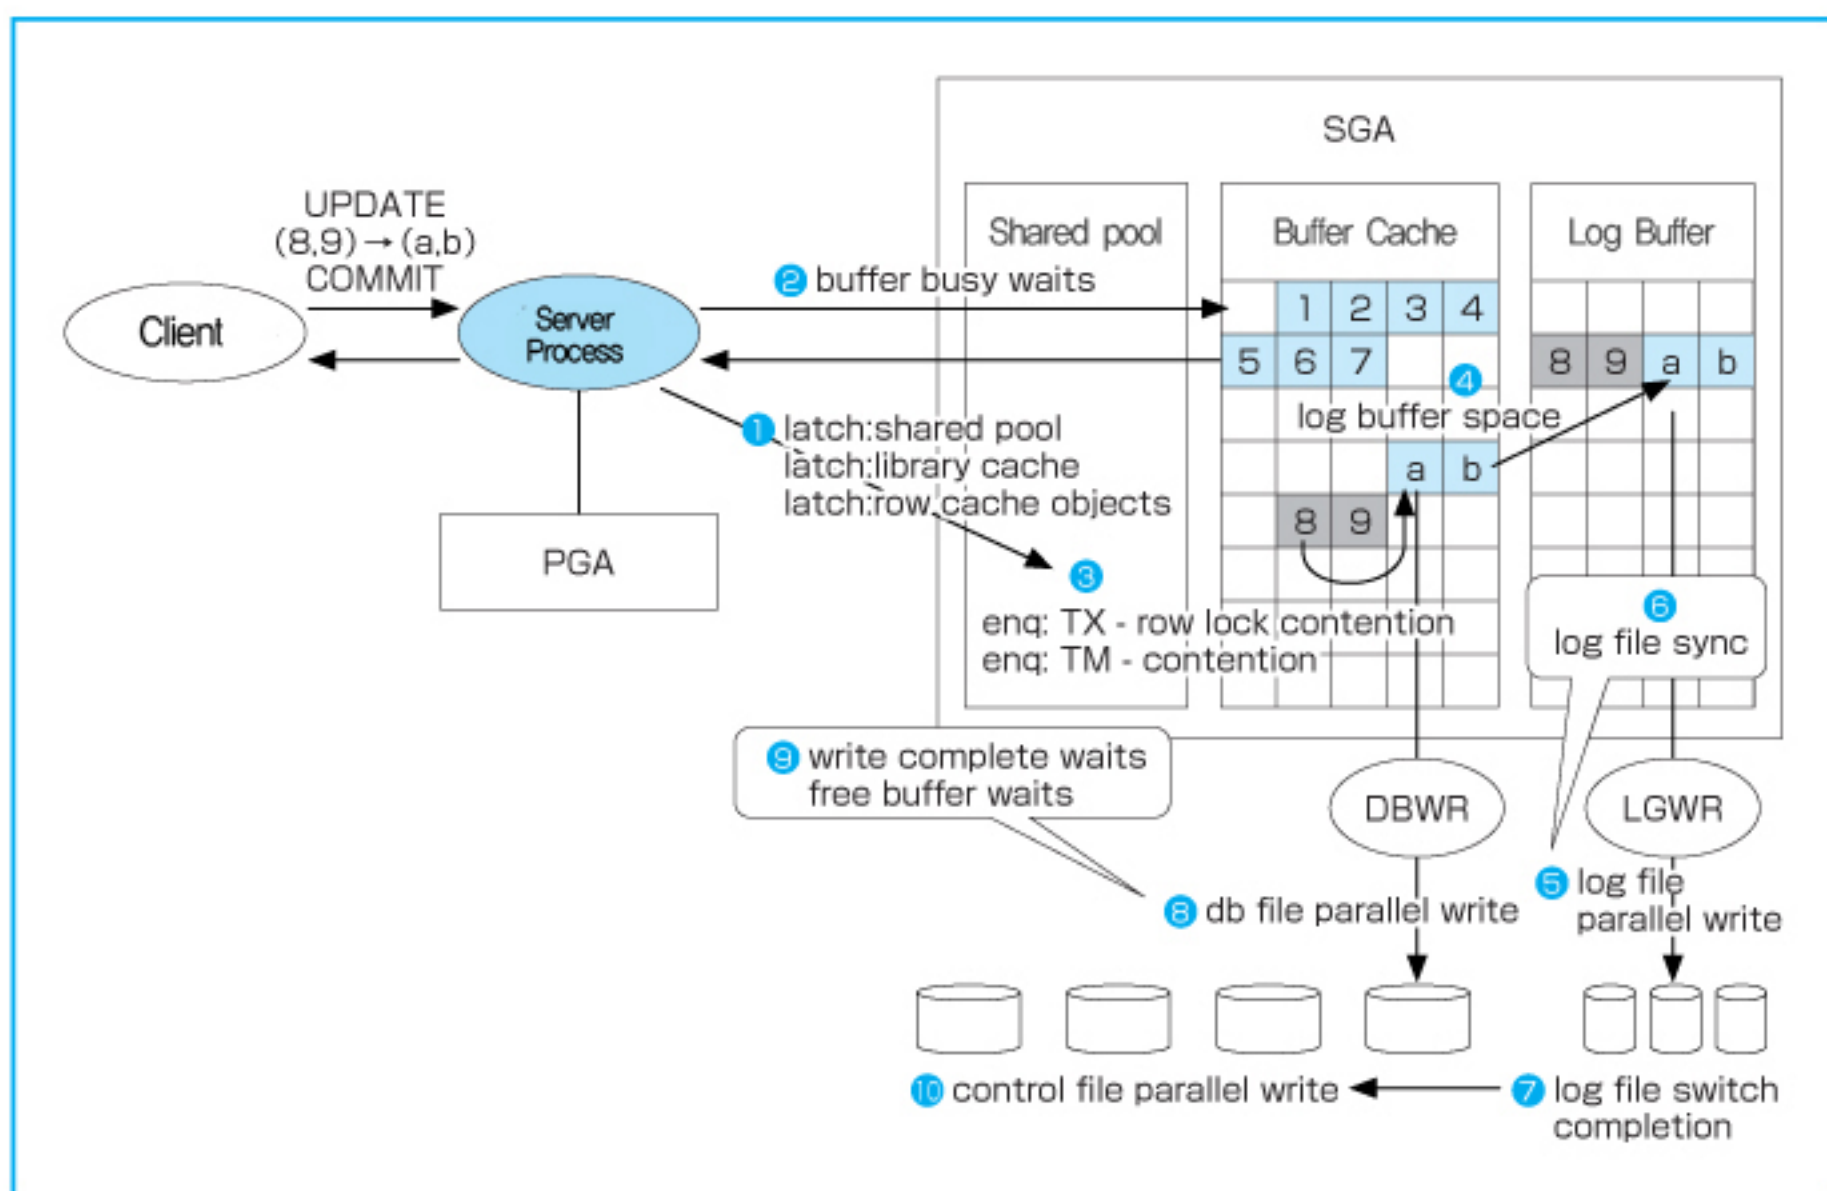 SGA
UPDATE
(8,9)→(a,b)
COMMIT
Client
Server
Process
PGA
Shared pool
Buffer Cache
Log Buffer
② buffer busy waits
1 2 3 4
5 6 7
8 9 a b
④
log buffer space
① latch:shared pool
latch:library cache
latch:row cache objects
a b
8 9
③
enq: TX - row lock contention
enq: TM - contention
⑥
log file sync
⑨ write complete waits
free buffer waits
DBWR
LGWR
⑤ log file
parallel write
⑧ db file parallel write
⑩ control file parallel write
⑦ log file switch
completion